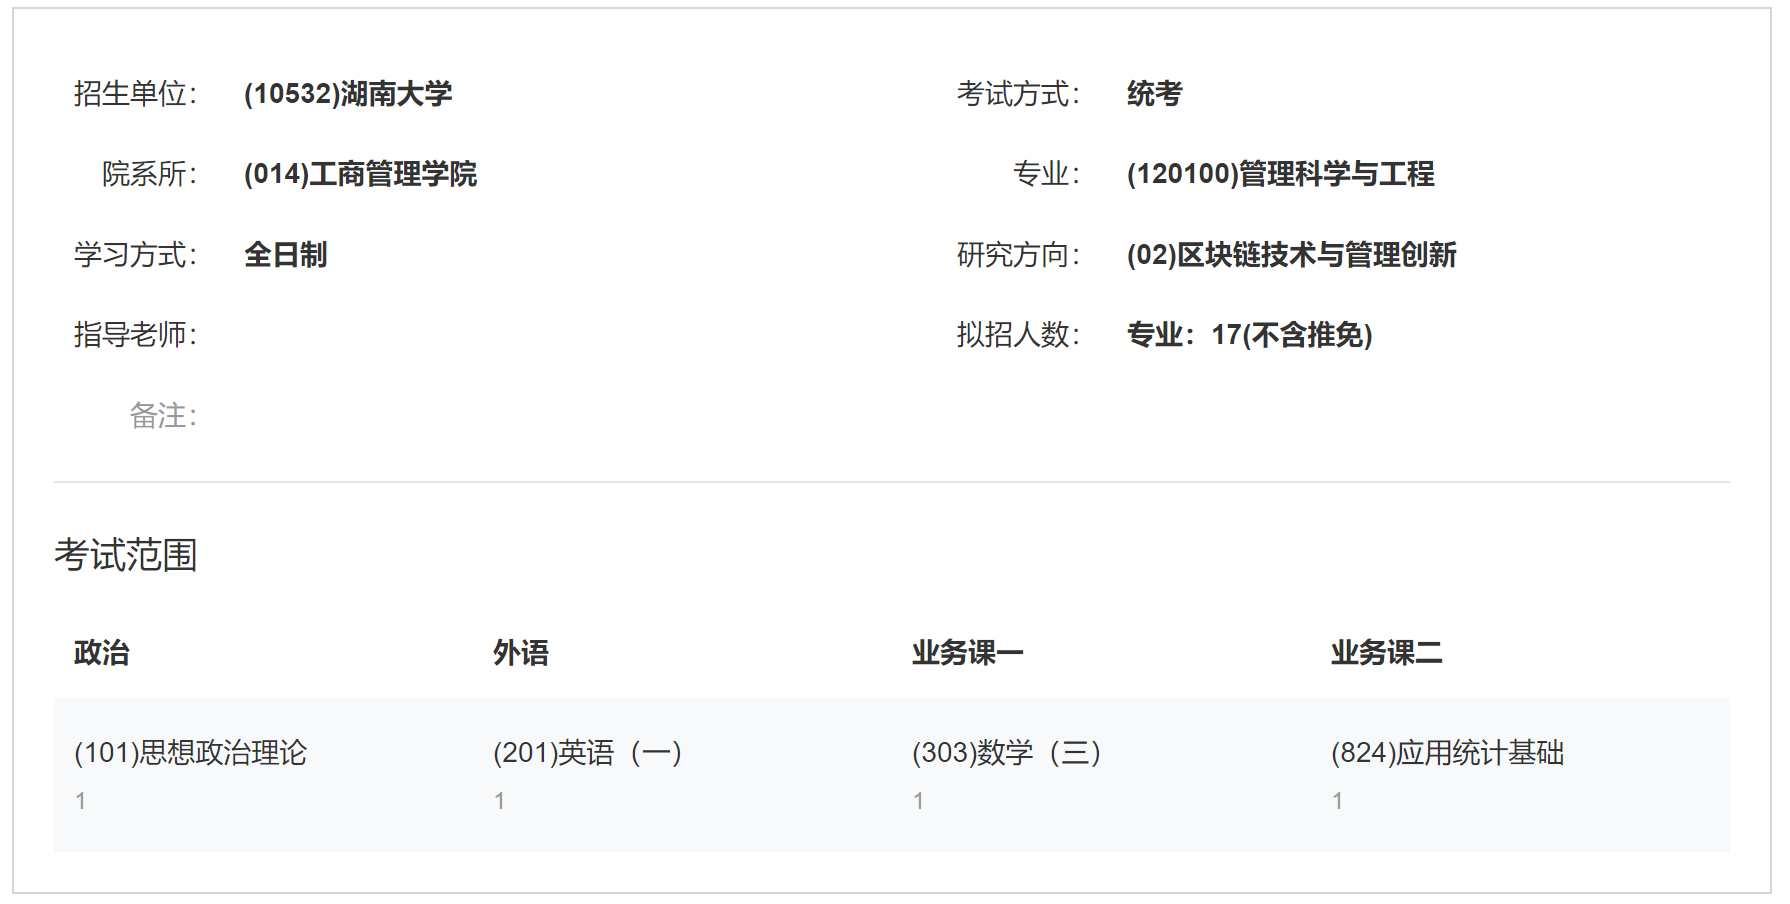 招生单位： (10532)湖南大学 考试方式： 统考
院系所： (014)工商管理学院 专业： (120100)管理科学与工程
学习方式： 全日制 研究方向： (02)区块链技术与管理创新
指导老师： 拟招人数： 专业：17(不含推免)
备注：
考试范围
政治 外语 业务课一 业务课二
(101)思想政治理论 (201)英语（一） (303)数学（三） (824)应用统计基础
1 1 1 1